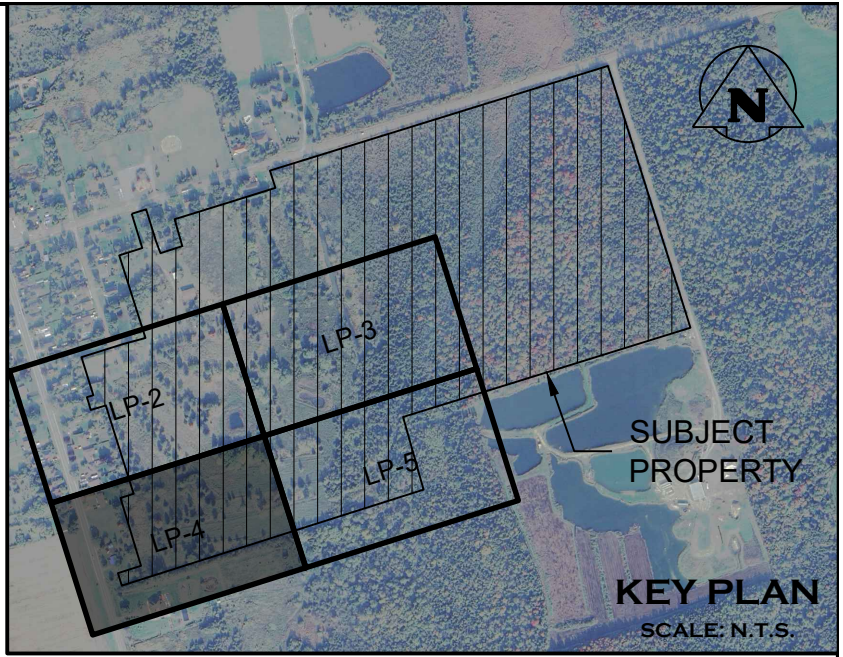 N
LP-3
LP-2
SUBJECT
PROPERTY
LP-5
LP-4
KEY PLAN
SCALE: N.T.S.